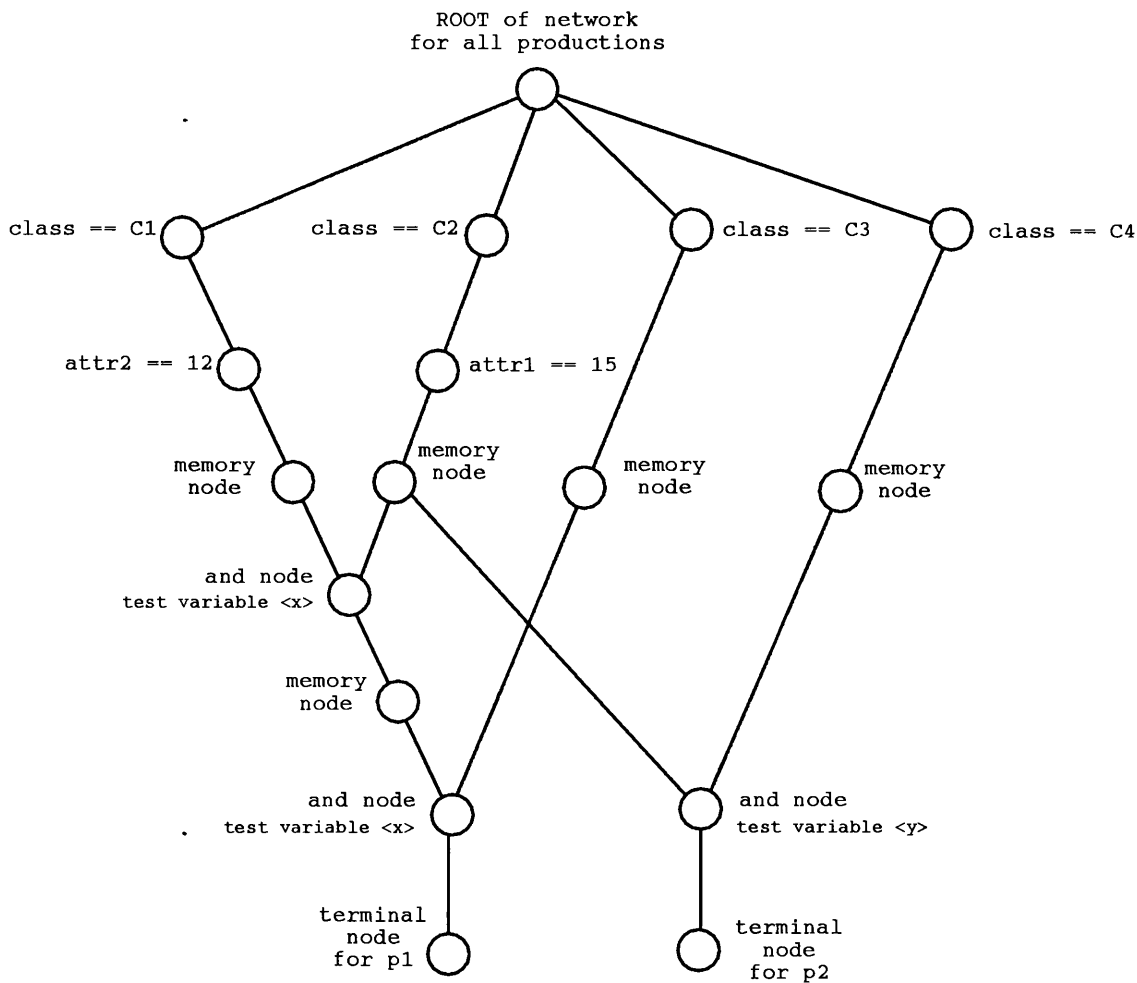 ROOT of network
for all productions
class == C1
class == C2
class == C3
class == C4
attr2 == 12
attr1 == 15
memory
node
memory
node
memory
node
memory
node
and node
test variable <x>
memory
node
and node
test variable <x>
and node
test variable <y>
terminal
node
for p1
terminal
node
for p2